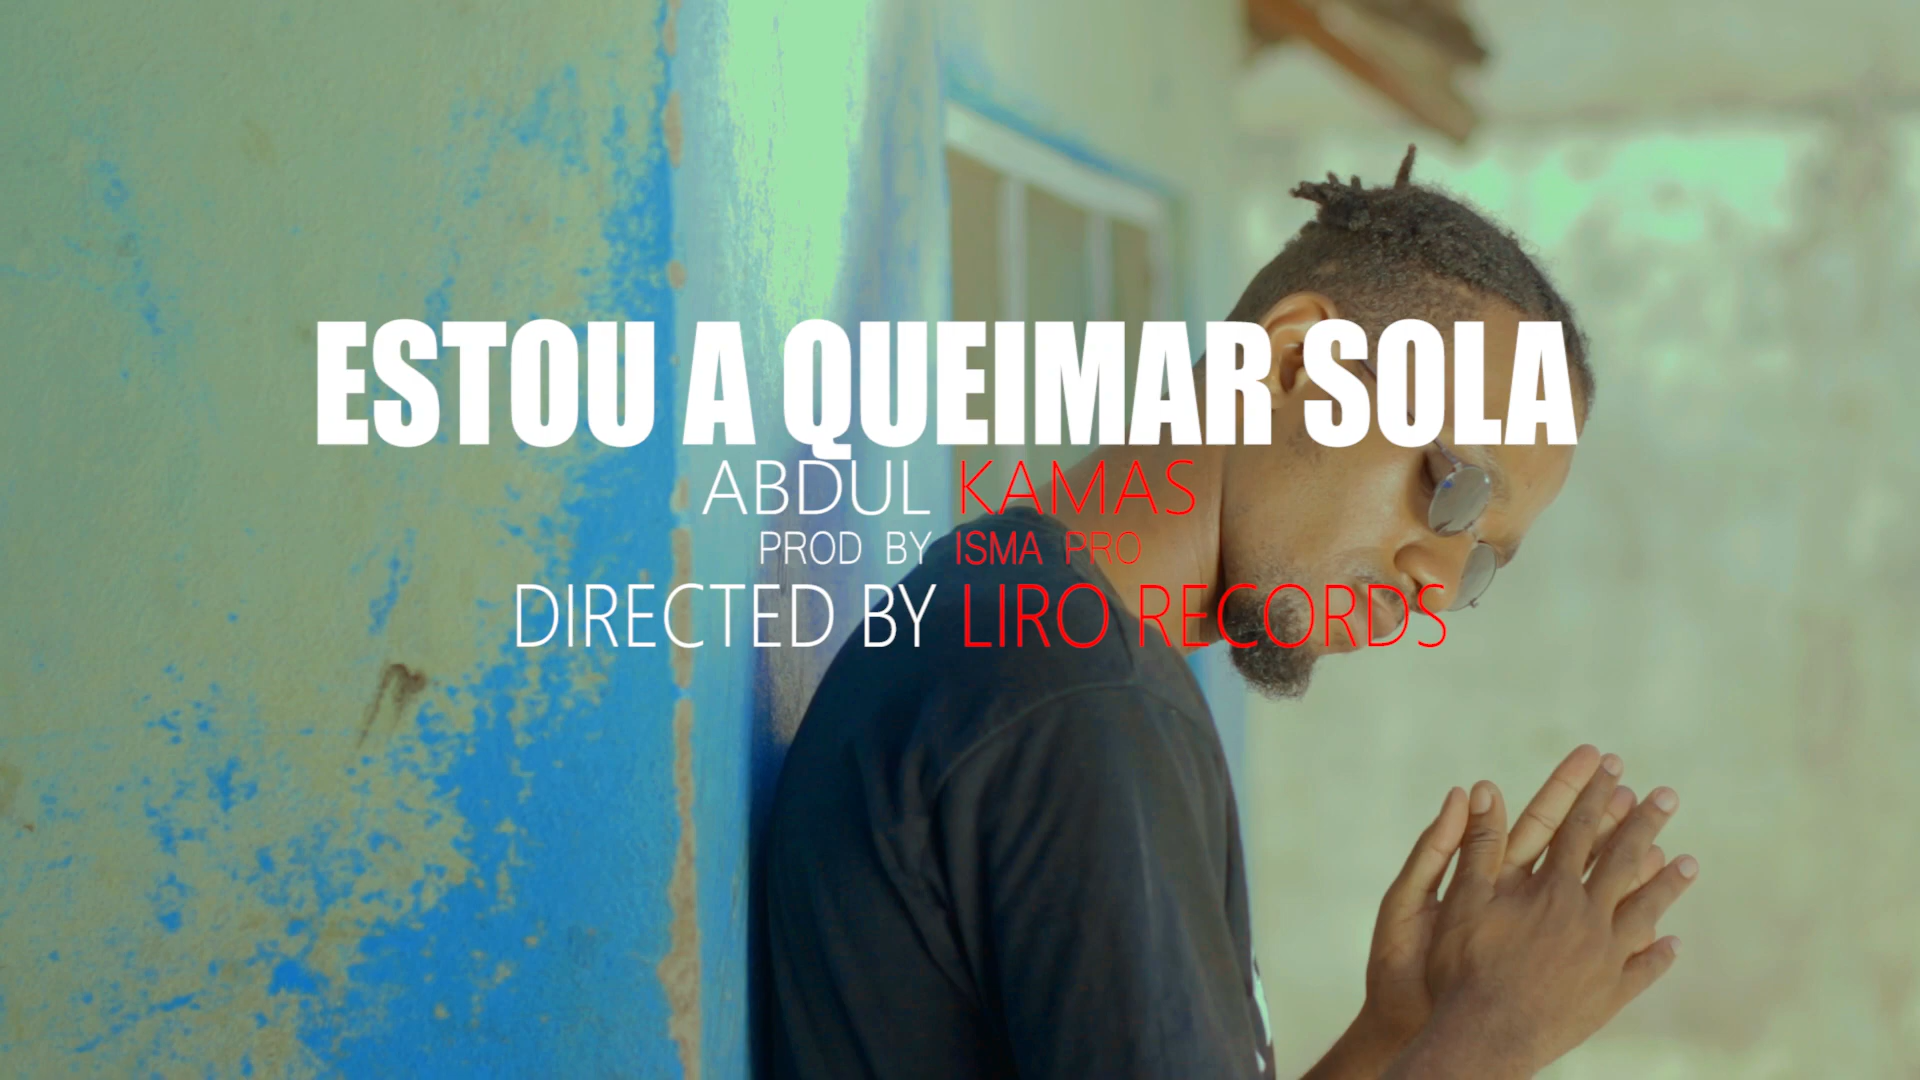 ESTOU A QUEIMAR SOLA
ABDUL KAMAS
PROD BY ISMA PRO
DIRECTED BY LIRO RECORDS